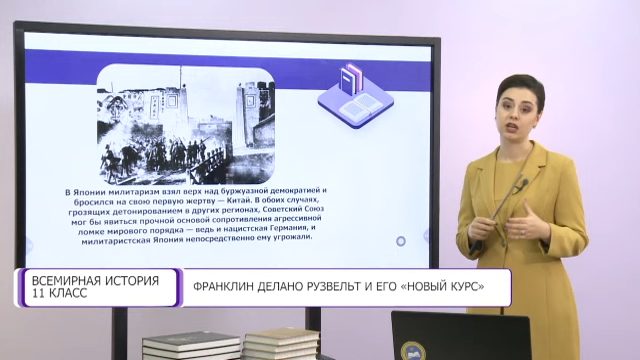 В Японии милитаризм взял верх над буржуазной демократией и
бросился на свою первую жертву — Китай. В обоих случаях,
грозящих детонированием в других регионах, Советский Союз
мог бы явиться прочной основой сопротивления агрессивной
ломке мирового порядка — ведь и нацистская Германия, и
милитаристская Япония непосредственно ему угрожали.
ВСЕМИРНАЯ ИСТОРИЯ
11 КЛАСС
ФРАНКЛИН ДЕЛАНО РУЗВЕЛЬТ И ЕГО «НОВЫЙ КУРС»